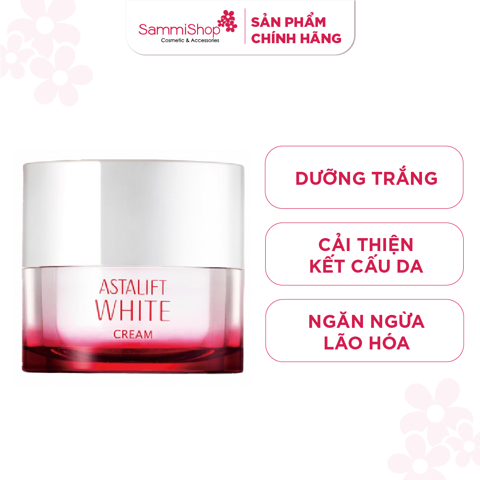 SammiShop
Cosmetic & Accessories
SẢN PHẨM
CHÍNH HÃNG
ASTALIFT
WHITE
CREAM
DƯỠNG TRẮNG
CẢI THIỆN
KẾT CẤU DA
NGĂN NGỪA
LÃO HÓA